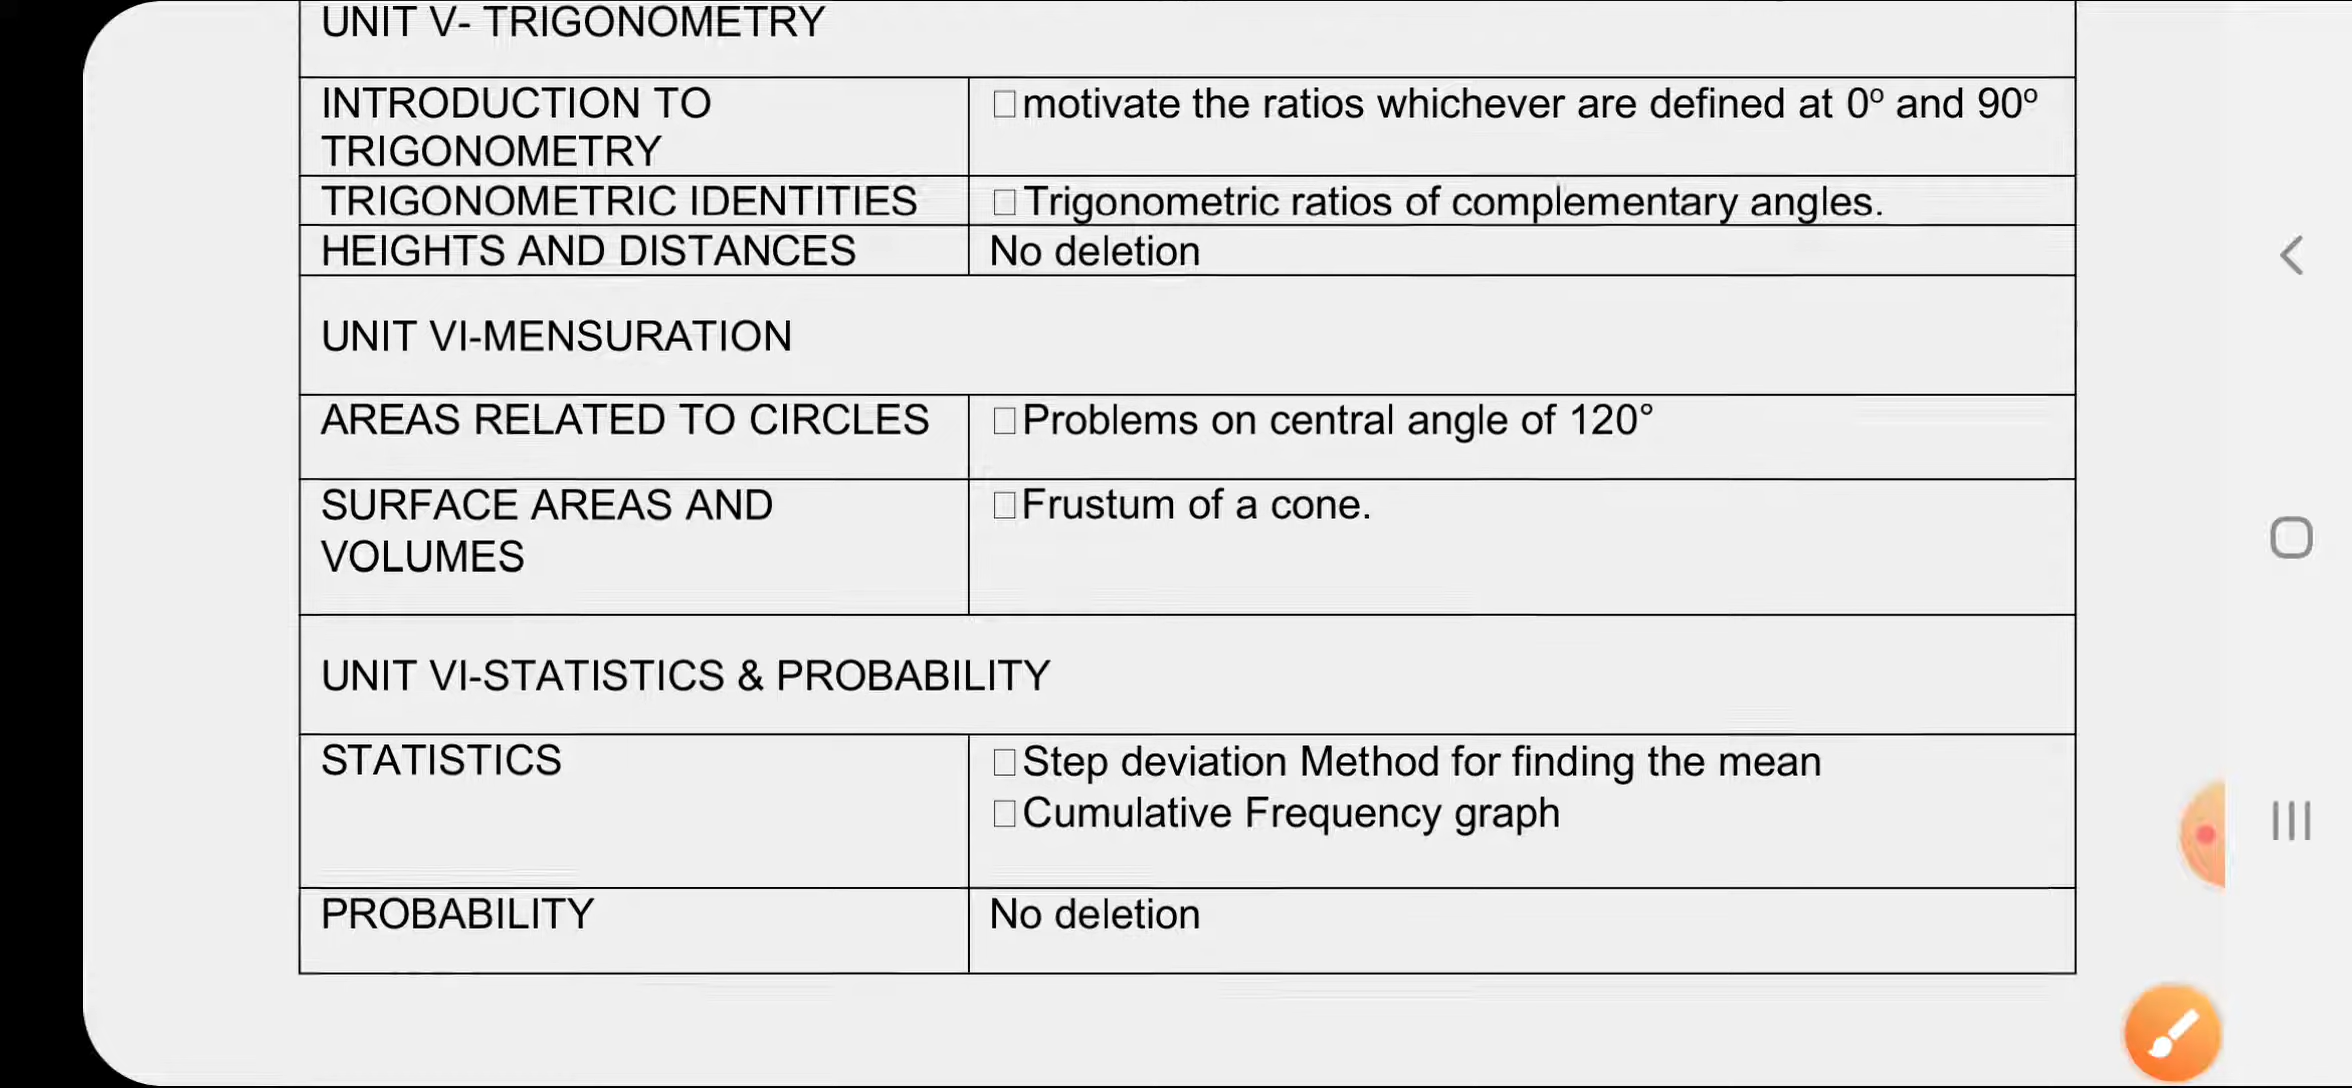 UNIT V- TRIGONOMETRY
INTRODUCTION TO
TRIGONOMETRY
motivate the ratios whichever are defined at 0º and 90º
TRIGONOMETRIC IDENTITIES
Trigonometric ratios of complementary angles.
HEIGHTS AND DISTANCES
No deletion
UNIT VI-MENSURATION
AREAS RELATED TO CIRCLES
Problems on central angle of 120°
SURFACE AREAS AND
VOLUMES
Frustum of a cone.
UNIT VI-STATISTICS & PROBABILITY
STATISTICS
Step deviation Method for finding the mean
Cumulative Frequency graph
PROBABILITY
No deletion